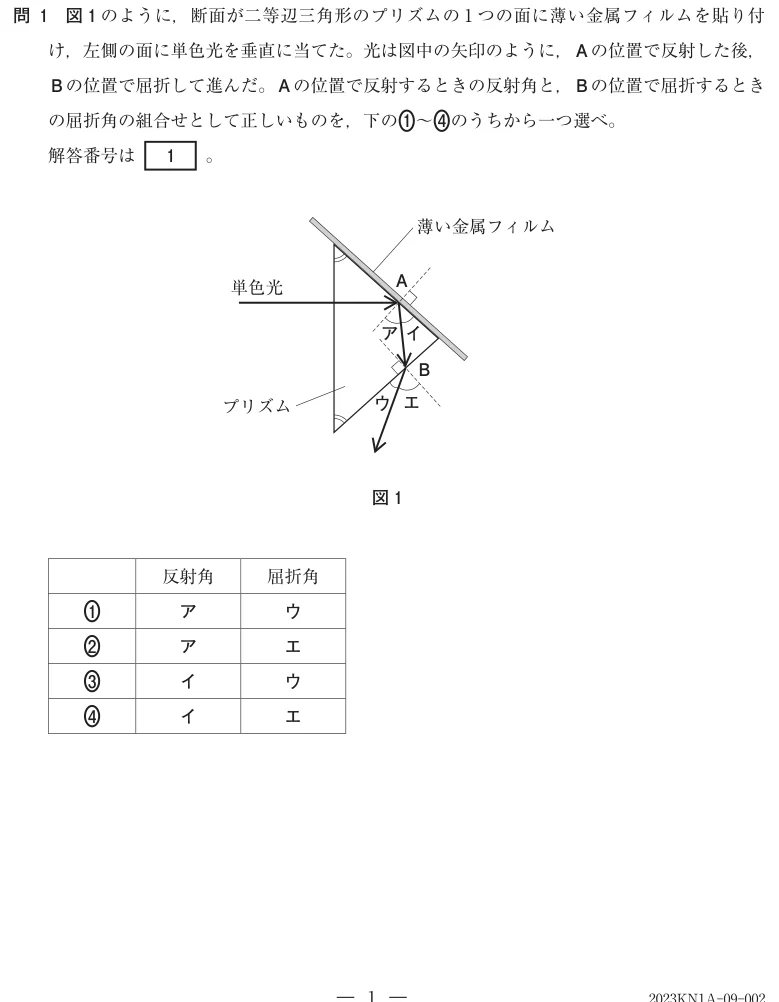 問 1　図 1 のように，断面が二等辺三角形のプリズムの 1 つの面に薄い金属フィルムを貼り付
け，左側の面に単色光を垂直に当てた。光は図中の矢印のように，A の位置で反射した後，
B の位置で屈折して進んだ。A の位置で反射するときの反射角と，B の位置で屈折するとき
の屈折角の組合せとして正しいものを，下の①～④のうちから一つ選べ。
解答番号は 1 。
薄い金属フィルム
A
単色光
ア イ
B
プリズム
ウ エ
図 1
反射角 屈折角
① ア ウ
② ア エ
③ イ ウ
④ イ エ
― 1 ―
2023KN1A-09-002